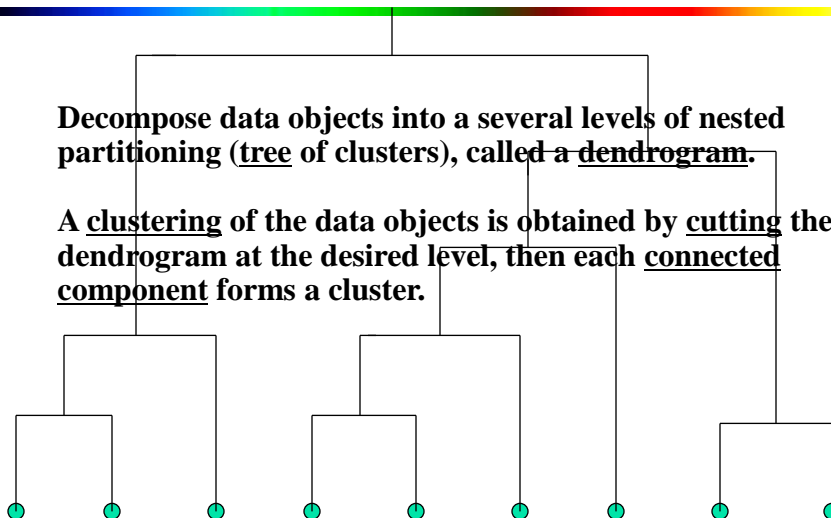 Decompose data objects into a several levels of nested
partitioning (tree of clusters), called a dendrogram.
A clustering of the data objects is obtained by cutting the
dendrogram at the desired level, then each connected
component forms a cluster.